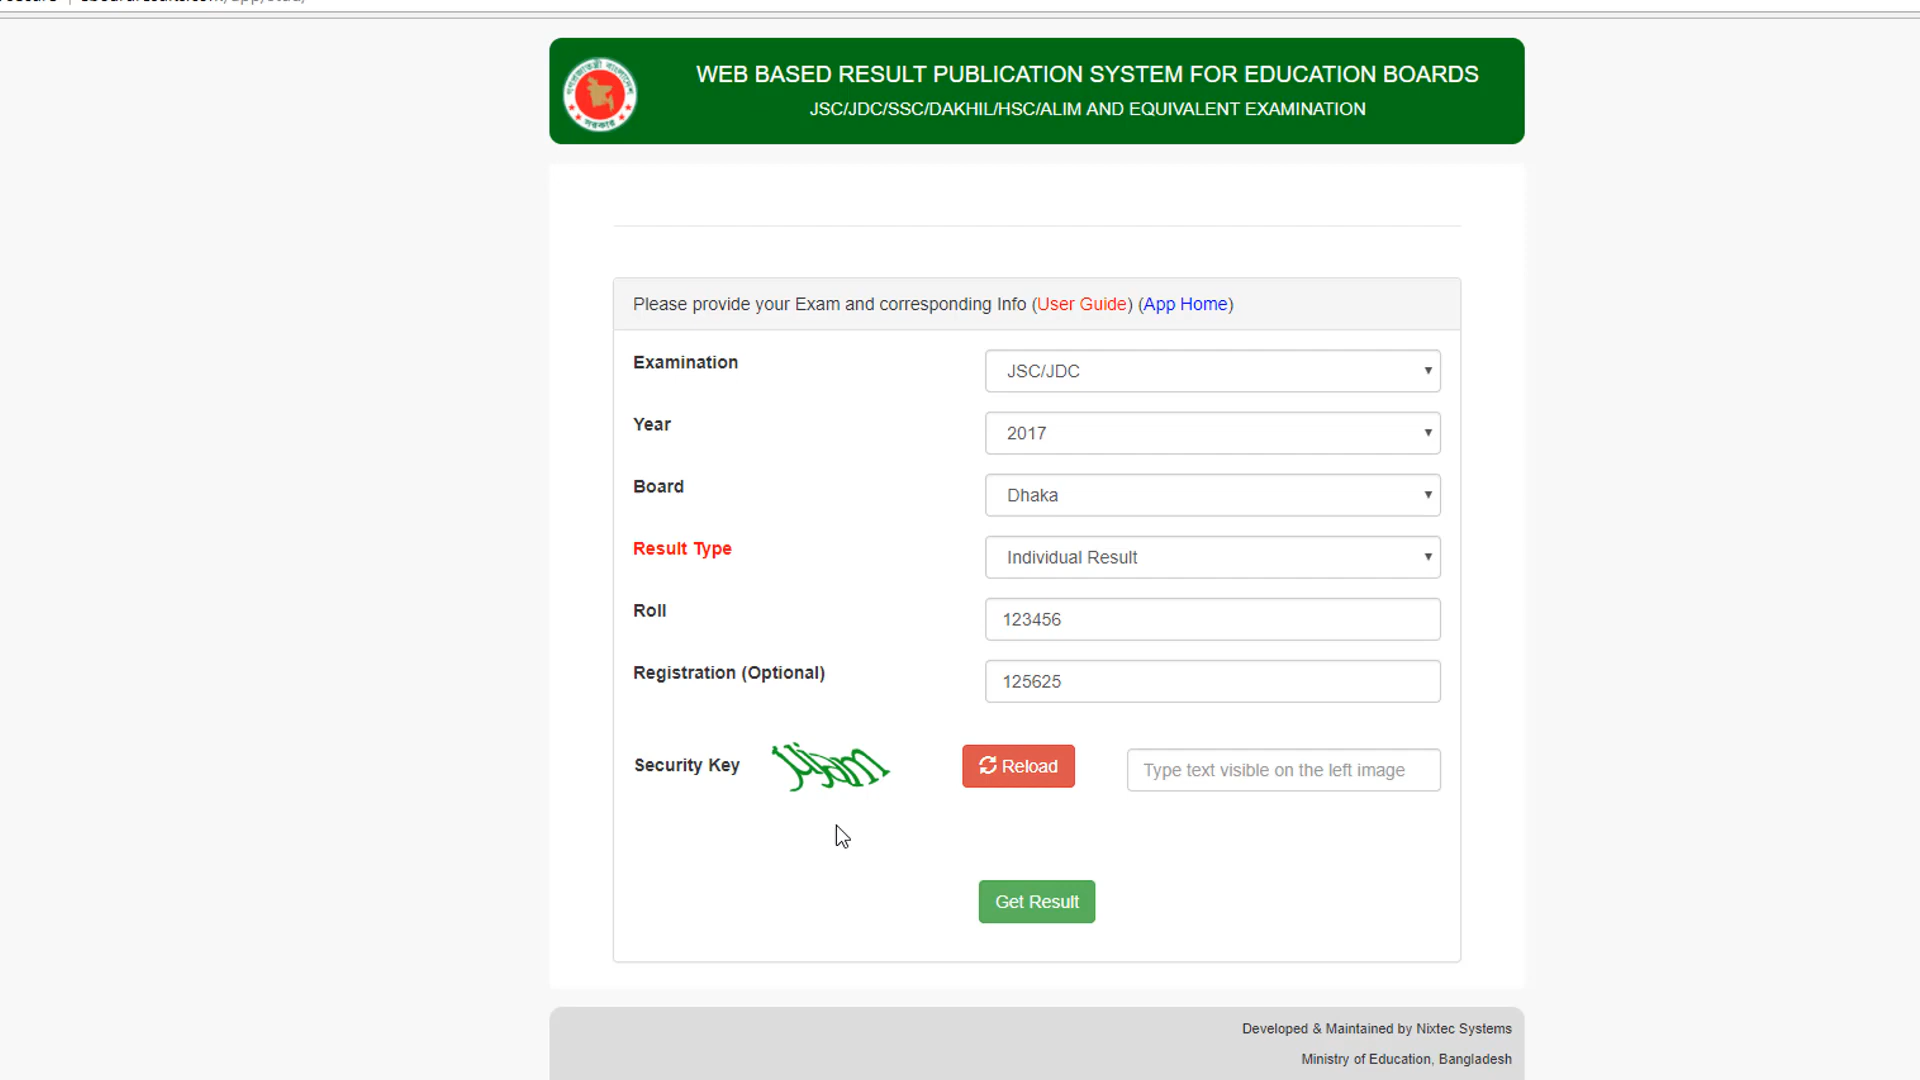 WEB BASED RESULT PUBLICATION SYSTEM FOR EDUCATION BOARDS
JSC/JDC/SSC/DAKHIL/HSC/ALIM AND EQUIVALENT EXAMINATION
Please provide your Exam and corresponding Info (User Guide) (App Home)
Examination JSC/JDC
Year 2017
Board Dhaka
Result Type Individual Result
Roll 123456
Registration (Optional) 125625
Security Key Reload Type text visible on the left image
Get Result
Developed & Maintained by Nixtec Systems
Ministry of Education, Bangladesh